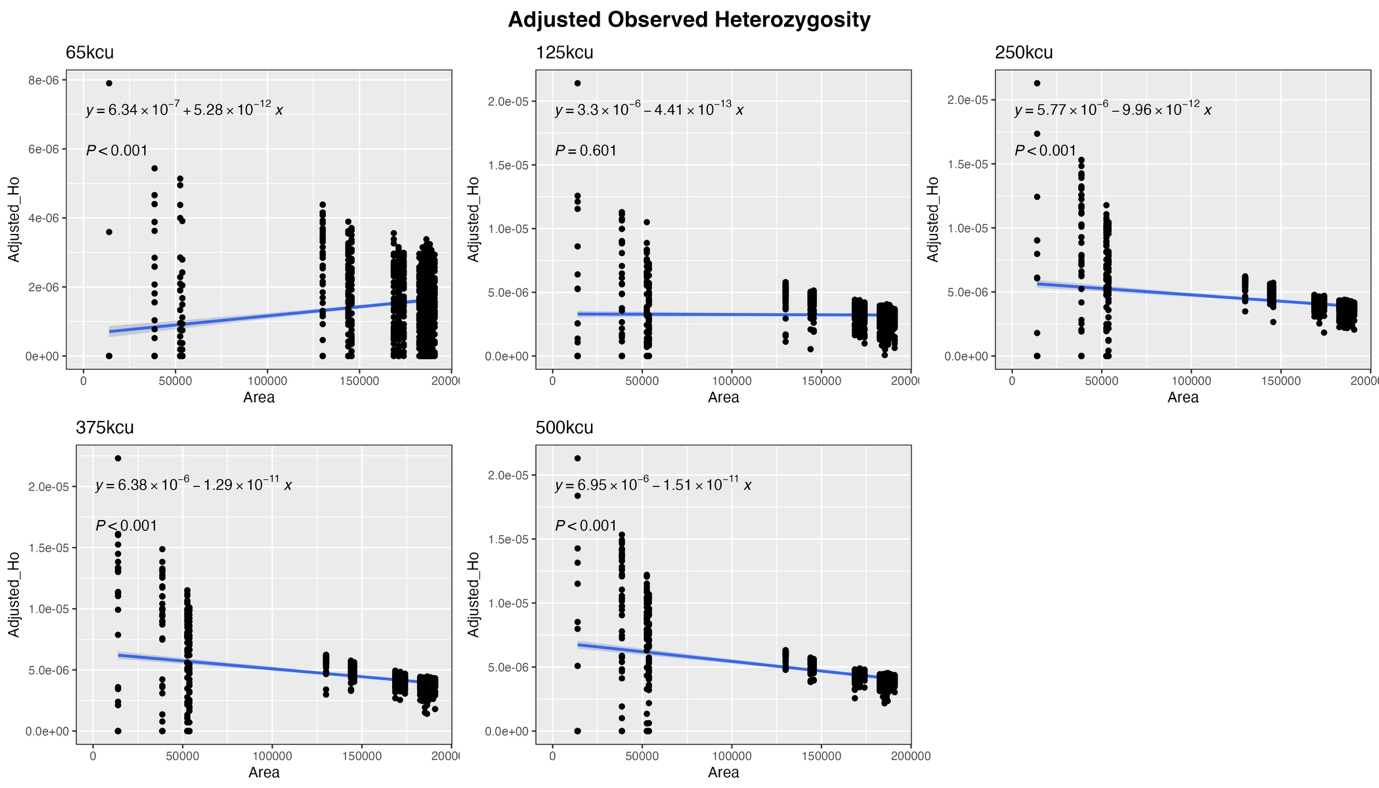 Adjusted Observed Heterozygosity
65kcu
8e-06
6e-06
4e-06
2e-06
0e+00
Adjusted_Ho
y = 6.34 × 10⁻⁷ + 5.28 × 10⁻¹² x
P < 0.001
0 50000 100000 150000 20000
Area
125kcu
2.0e-05
1.5e-05
1.0e-05
5.0e-06
0.0e+00
Adjusted_Ho
y = 3.3 × 10⁻⁶ – 4.41 × 10⁻¹³ x
P = 0.601
0 50000 100000 150000 200000
Area
250kcu
2.0e-05
1.5e-05
1.0e-05
5.0e-06
0.0e+00
Adjusted_Ho
y = 5.77 × 10⁻⁶ – 9.96 × 10⁻¹² x
P < 0.001
0 50000 100000 150000 20000
Area
375kcu
2.0e-05
1.5e-05
1.0e-05
5.0e-06
0.0e+00
Adjusted_Ho
y = 6.38 × 10⁻⁶ – 1.29 × 10⁻¹¹ x
P < 0.001
0 50000 100000 150000 20000
Area
500kcu
2.0e-05
1.5e-05
1.0e-05
5.0e-06
0.0e+00
Adjusted_Ho
y = 6.95 × 10⁻⁶ – 1.51 × 10⁻¹¹ x
P < 0.001
0 50000 100000 150000 200000
Area